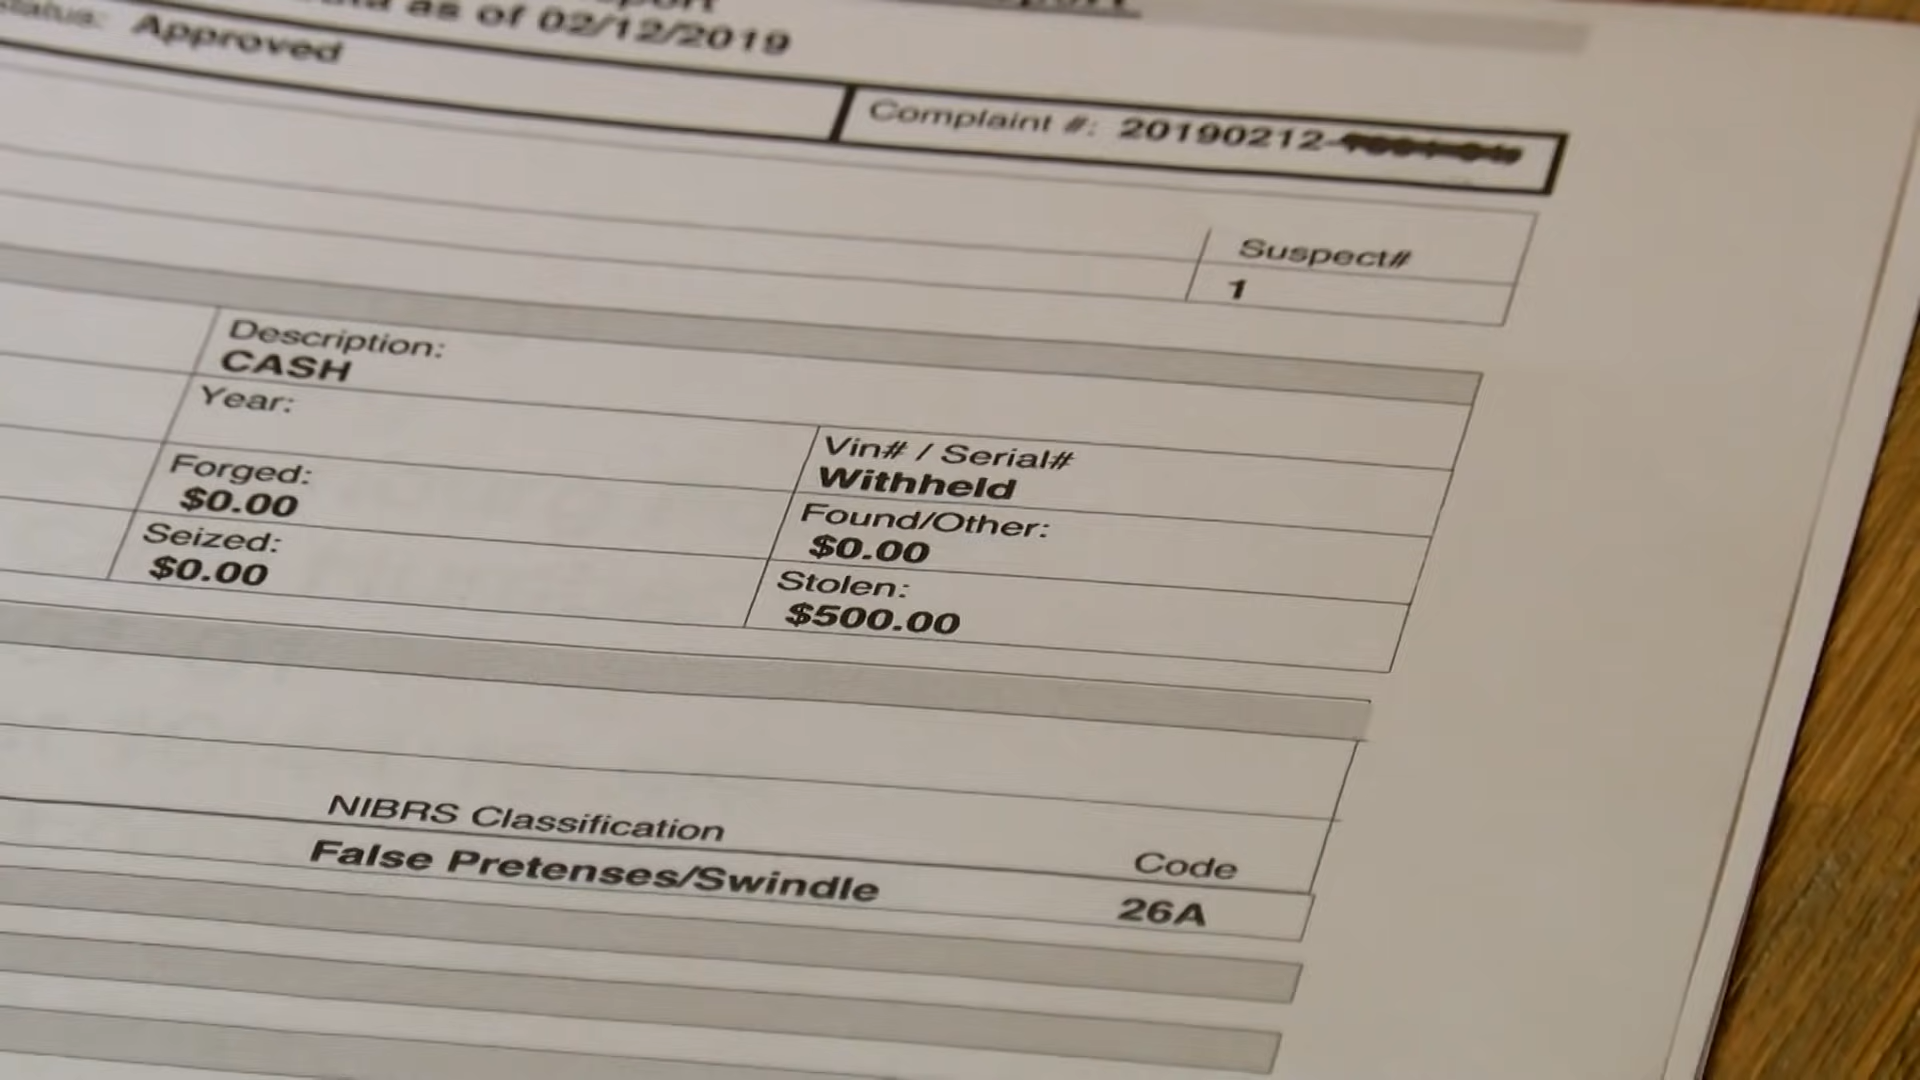 as of 02/12/2019
Status: Approved
Complaint #: 20190212-
Suspect#
1
Description:
CASH
Year:
Vin# / Serial#
Withheld
Forged:
$0.00
Found/Other:
$0.00
Seized:
$0.00
Stolen:
$500.00
NIBRS Classification
Code
False Pretenses/Swindle
26A